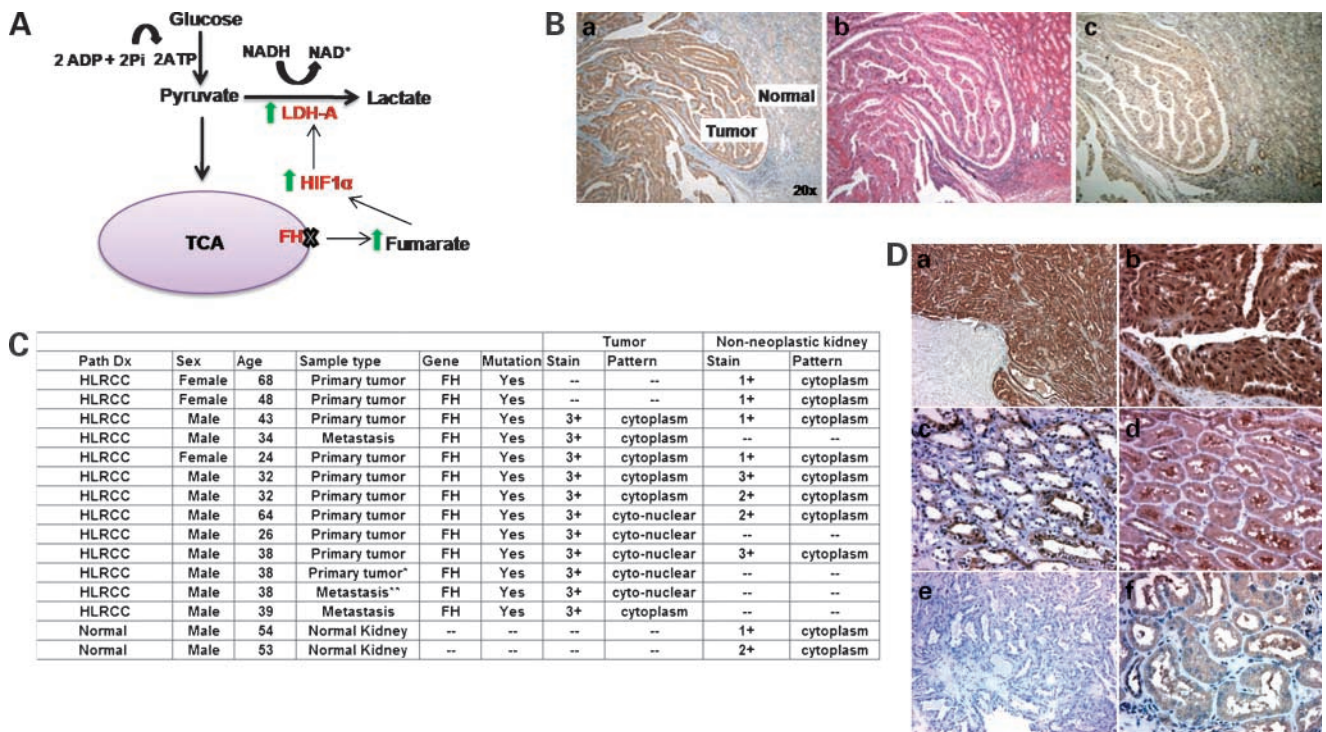 A
Glucose
2 ADP + 2Pi 2ATP
NADH NAD+
Pyruvate
Lactate
LDH-A
HIF1α
TCA
FH X
Fumarate
B
a
Normal
Tumor
20x
b
c
C
Tumor Non-neoplastic kidney
Path Dx Sex Age Sample type Gene Mutation Stain Pattern Stain Pattern
HLRCC Female 68 Primary tumor FH Yes -- -- 1+ cytoplasm
HLRCC Female 48 Primary tumor FH Yes -- -- 1+ cytoplasm
HLRCC Male 43 Primary tumor FH Yes 3+ cytoplasm 1+ cytoplasm
HLRCC Male 34 Metastasis FH Yes 3+ cytoplasm -- --
HLRCC Female 24 Primary tumor FH Yes 3+ cytoplasm 1+ cytoplasm
HLRCC Male 32 Primary tumor FH Yes 3+ cytoplasm 3+ cytoplasm
HLRCC Male 32 Primary tumor FH Yes 3+ cytoplasm 2+ cytoplasm
HLRCC Male 64 Primary tumor FH Yes 3+ cyto-nuclear 2+ cytoplasm
HLRCC Male 26 Primary tumor FH Yes 3+ cyto-nuclear -- --
HLRCC Male 38 Primary tumor FH Yes 3+ cyto-nuclear 3+ cytoplasm
HLRCC Male 38 Primary tumor* FH Yes 3+ cyto-nuclear -- --
HLRCC Male 38 Metastasis** FH Yes 3+ cyto-nuclear -- --
HLRCC Male 39 Metastasis FH Yes 3+ cytoplasm -- --
Normal Male 54 Normal Kidney -- -- -- -- 1+ cytoplasm
Normal Male 53 Normal Kidney -- -- -- -- 2+ cytoplasm
D
a
b
c
d
e
f